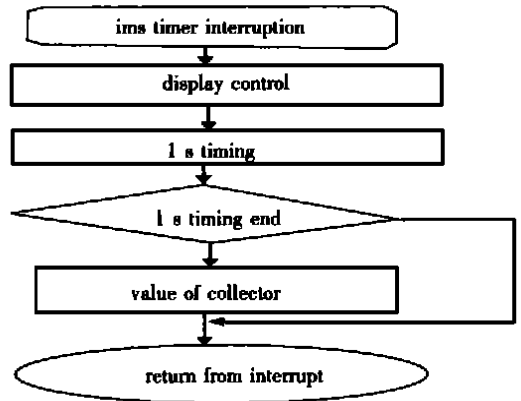 ims timer interruption
display control
1 s timing
1 s timing end
value of collector
return from interrupt